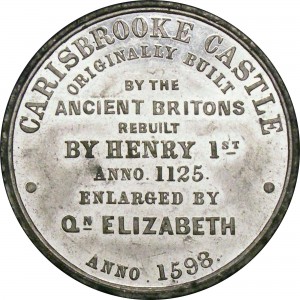 CARISBROOKE CASTLE
ORIGINALLY BUILT
BY THE
ANCIENT BRITONS
REBUILT
BY HENRY 1ST
ANNO. 1125.
ENLARGED BY
QN ELIZABETH
ANNO 1598.